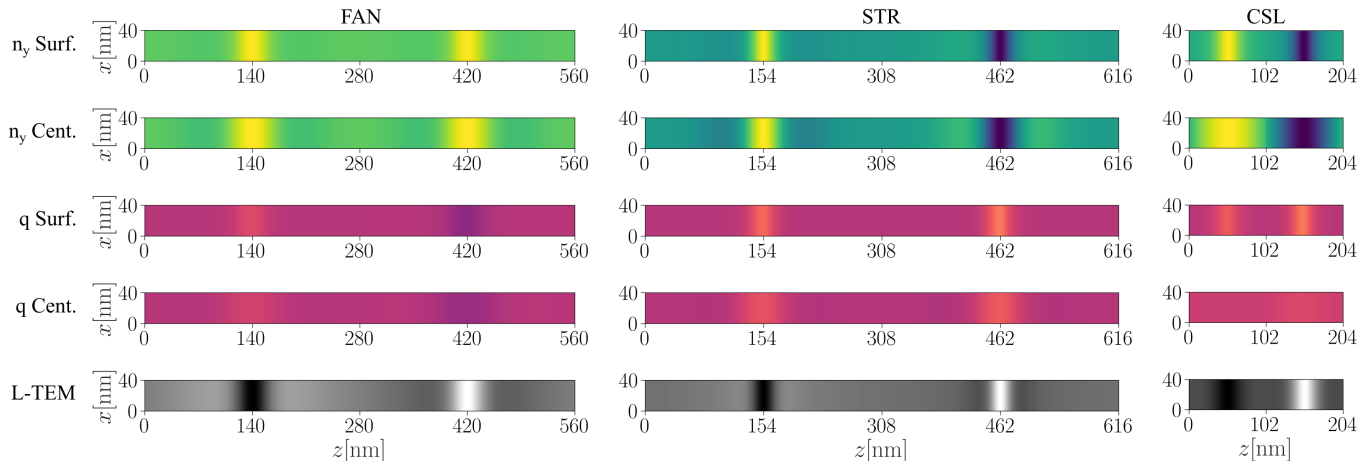 FAN STR CSL
n_y Surf. x[nm] 40 0 40 0 40 0
0 140 280 420 560 0 154 308 462 616 0 102 204
n_y Cent. x[nm] 40 0 40 0 40 0
0 140 280 420 560 0 154 308 462 616 0 102 204
q Surf. x[nm] 40 0 40 0 40 0
0 140 280 420 560 0 154 308 462 616 0 102 204
q Cent. x[nm] 40 0 40 0 40 0
0 140 280 420 560 0 154 308 462 616 0 102 204
L-TEM x[nm] 40 0 40 0 40 0
0 140 280 420 560 0 154 308 462 616 0 102 204
z[nm] z[nm] z[nm]